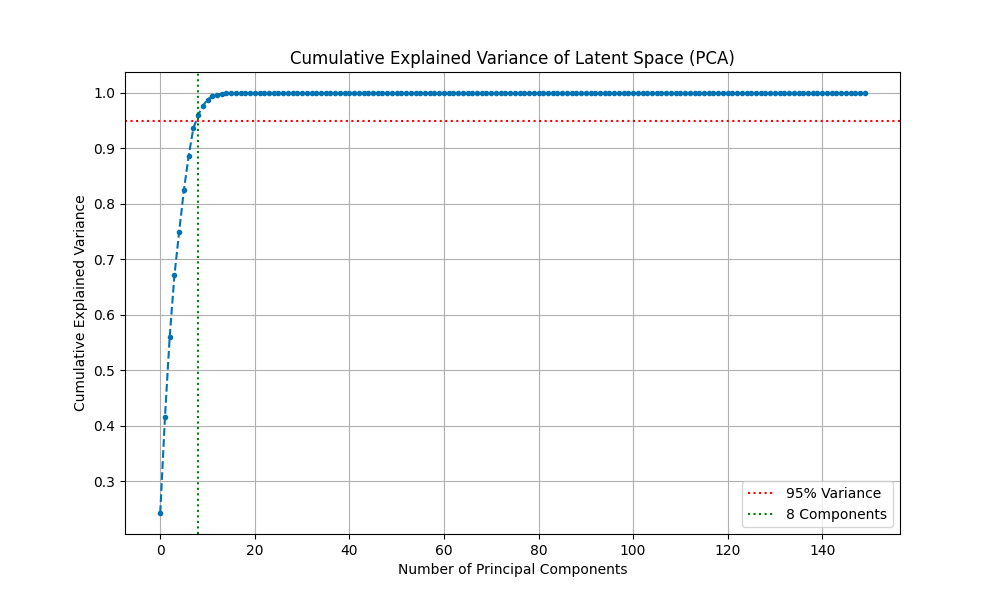 Cumulative Explained Variance of Latent Space (PCA)
1.0
0.9
0.8
0.7
0.6
0.5
0.4
0.3
Cumulative Explained Variance
95% Variance
8 Components
0 20 40 60 80 100 120 140
Number of Principal Components